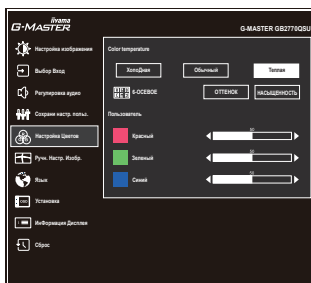 iiyama
G-MASTER
G-MASTER GB2770QSU
Настройка изображения
Выбор Вход
Регулировка аудио
Сохрани настр. польз.
Настройка Цветов
Ручн. Настр. Изобр.
Язык
OSD Установка
ИнФормация Дисплея
Сброс
Color temperature
ХолоДная Обычный Теплая
6-ОСЕВОЕ ОТТЕНОК НАСЫЩЕННОСТЬ
Пользователь
Красный 50
Зеленый 50
Синий 50